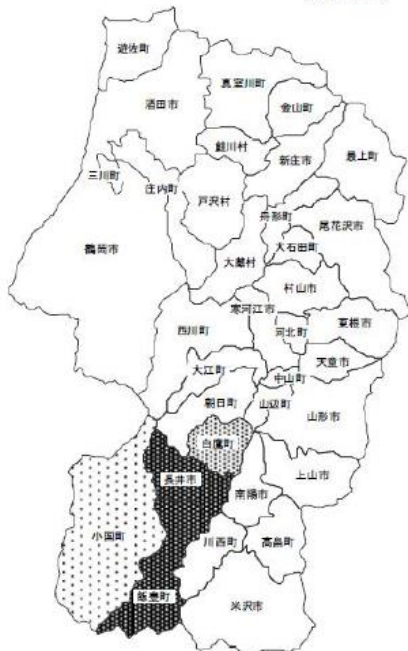 遊佐町
酒田市
真室川町
金山町
鮭川村
新庄市
最上町
三川町
庄内町
戸沢村
舟形町
尾花沢市
大石田町
鶴岡市
大蔵村
村山市
寒河江市
西川町
河北町
東根市
大江町
天童市
中山町
朝日町
山辺町
山形市
白鷹町
長井市
上山市
南陽市
小国町
川西町
高畠町
飯豊町
米沢市